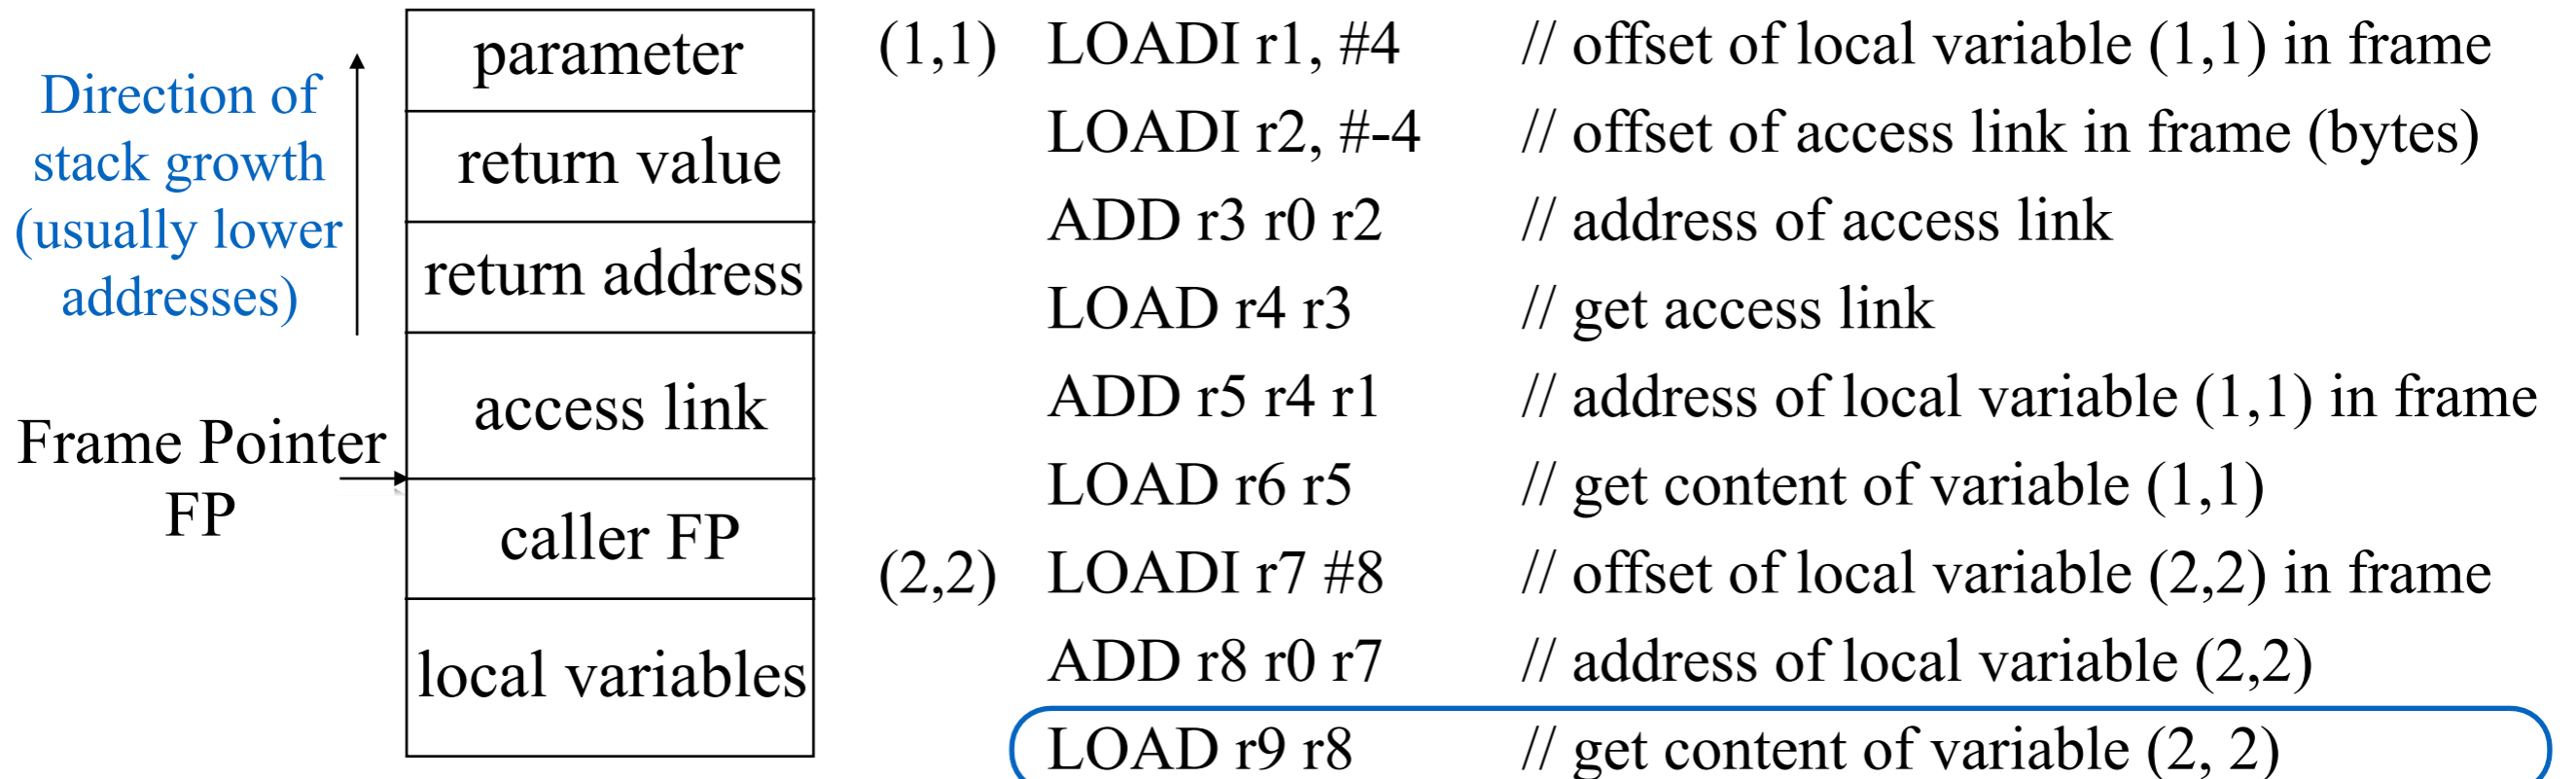 Direction of
stack growth
(usually lower
addresses)
Frame Pointer
FP
parameter
return value
return address
access link
caller FP
local variables
(1,1) LOADI r1, #4 // offset of local variable (1,1) in frame
LOADI r2, #-4 // offset of access link in frame (bytes)
ADD r3 r0 r2 // address of access link
LOAD r4 r3 // get access link
ADD r5 r4 r1 // address of local variable (1,1) in frame
LOAD r6 r5 // get content of variable (1,1)
(2,2) LOADI r7 #8 // offset of local variable (2,2) in frame
ADD r8 r0 r7 // address of local variable (2,2)
LOAD r9 r8 // get content of variable (2, 2)